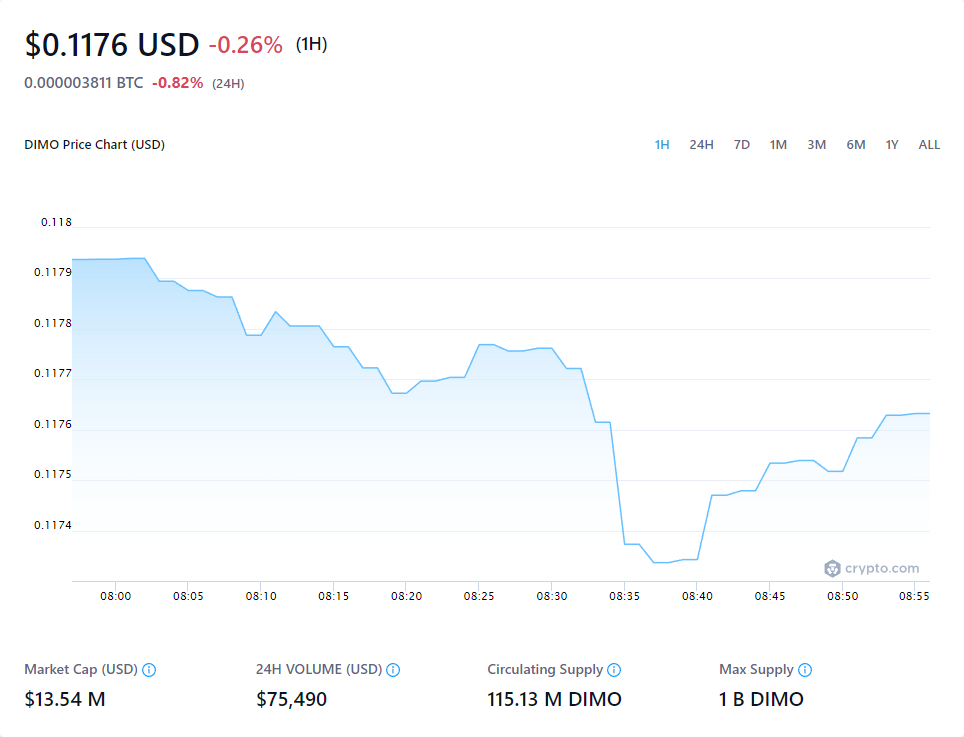 $0.1176 USD -0.26% (1H)
0.000003811 BTC -0.82% (24H)
DIMO Price Chart (USD) 1H 24H 7D 1M 3M 6M 1Y ALL
0.118
0.1179
0.1178
0.1177
0.1176
0.1175
0.1174
crypto.com
08:00 08:05 08:10 08:15 08:20 08:25 08:30 08:35 08:40 08:45 08:50 08:55
Market Cap (USD) 24H VOLUME (USD) Circulating Supply Max Supply
$13.54 M $75,490 115.13 M DIMO 1 B DIMO